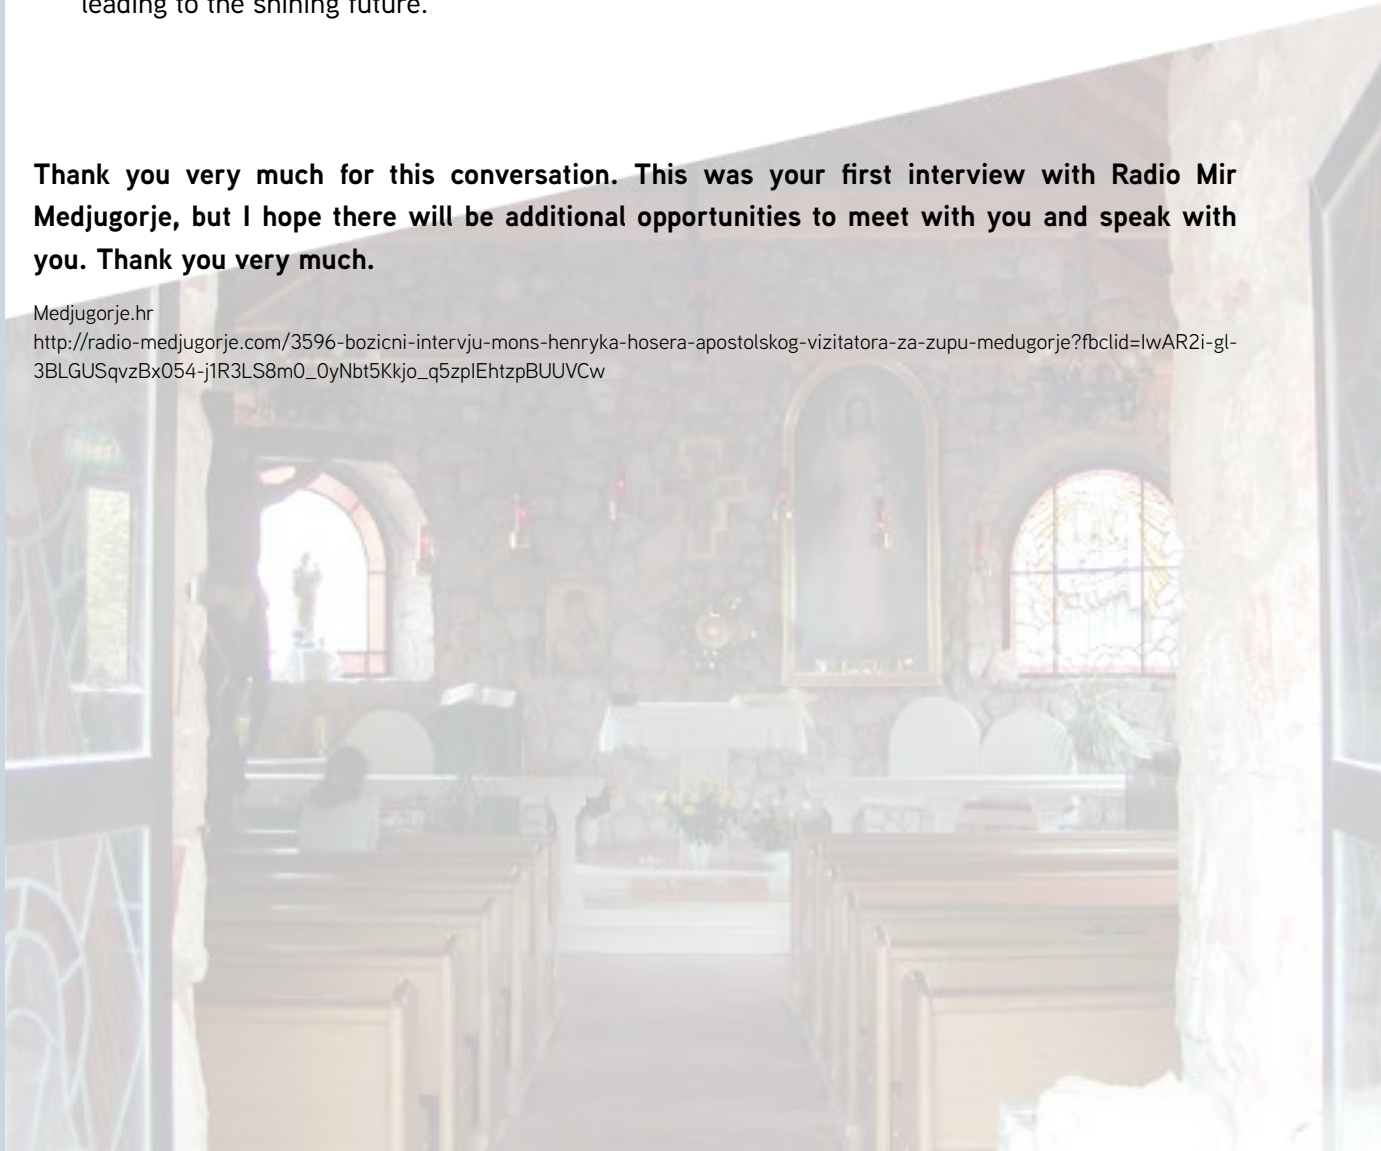 leading to the shining future.
Thank you very much for this conversation. This was your first interview with Radio Mir
Medjugorje, but I hope there will be additional opportunities to meet with you and speak with
you. Thank you very much.
Medjugorje.hr
http://radio-medjugorje.com/3596-bozicni-intervju-mons-henryka-hosera-apostolskog-vizitatora-za-zupu-medugorje?fbclid=IwAR2i-gl-
3BLGUSqvzBx054-j1R3LS8m0_0yNbt5Kkjo_q5zpIEhtzpBUUVCw